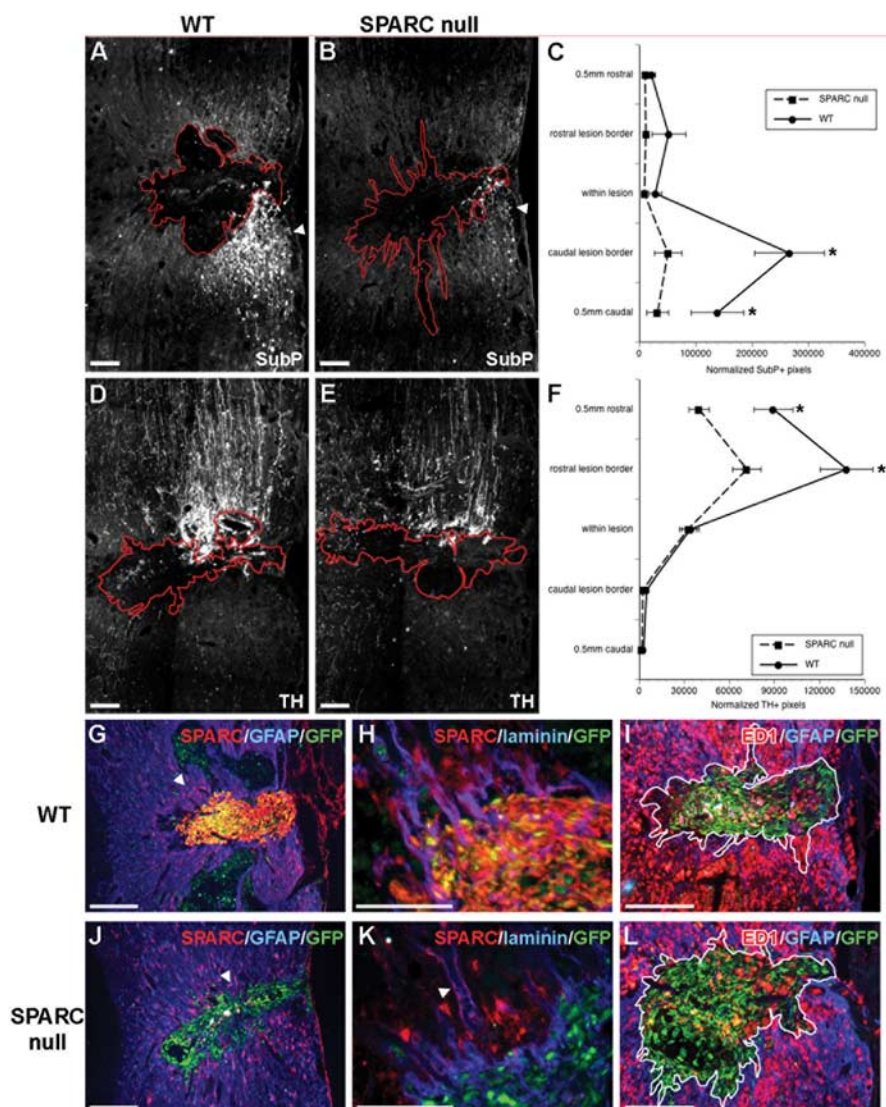 WT
SPARC null
A
B
C
SubP
SubP
0.5mm rostral
rostral lesion border
within lesion
caudal lesion border
0.5mm caudal
SPARC null
WT
*
*
0
100000
200000
300000
400000
Normalized SubP+ pixels
D
E
F
TH
TH
0.5mm rostral
rostral lesion border
within lesion
caudal lesion border
0.5mm caudal
*
*
SPARC null
WT
0
30000
60000
90000
120000
150000
Normalized TH+ pixels
WT
G
SPARC/GFAP/GFP
H
SPARC/laminin/GFP
I
ED1/GFAP/GFP
SPARC null
J
SPARC/GFAP/GFP
K
SPARC/laminin/GFP
L
ED1/GFAP/GFP